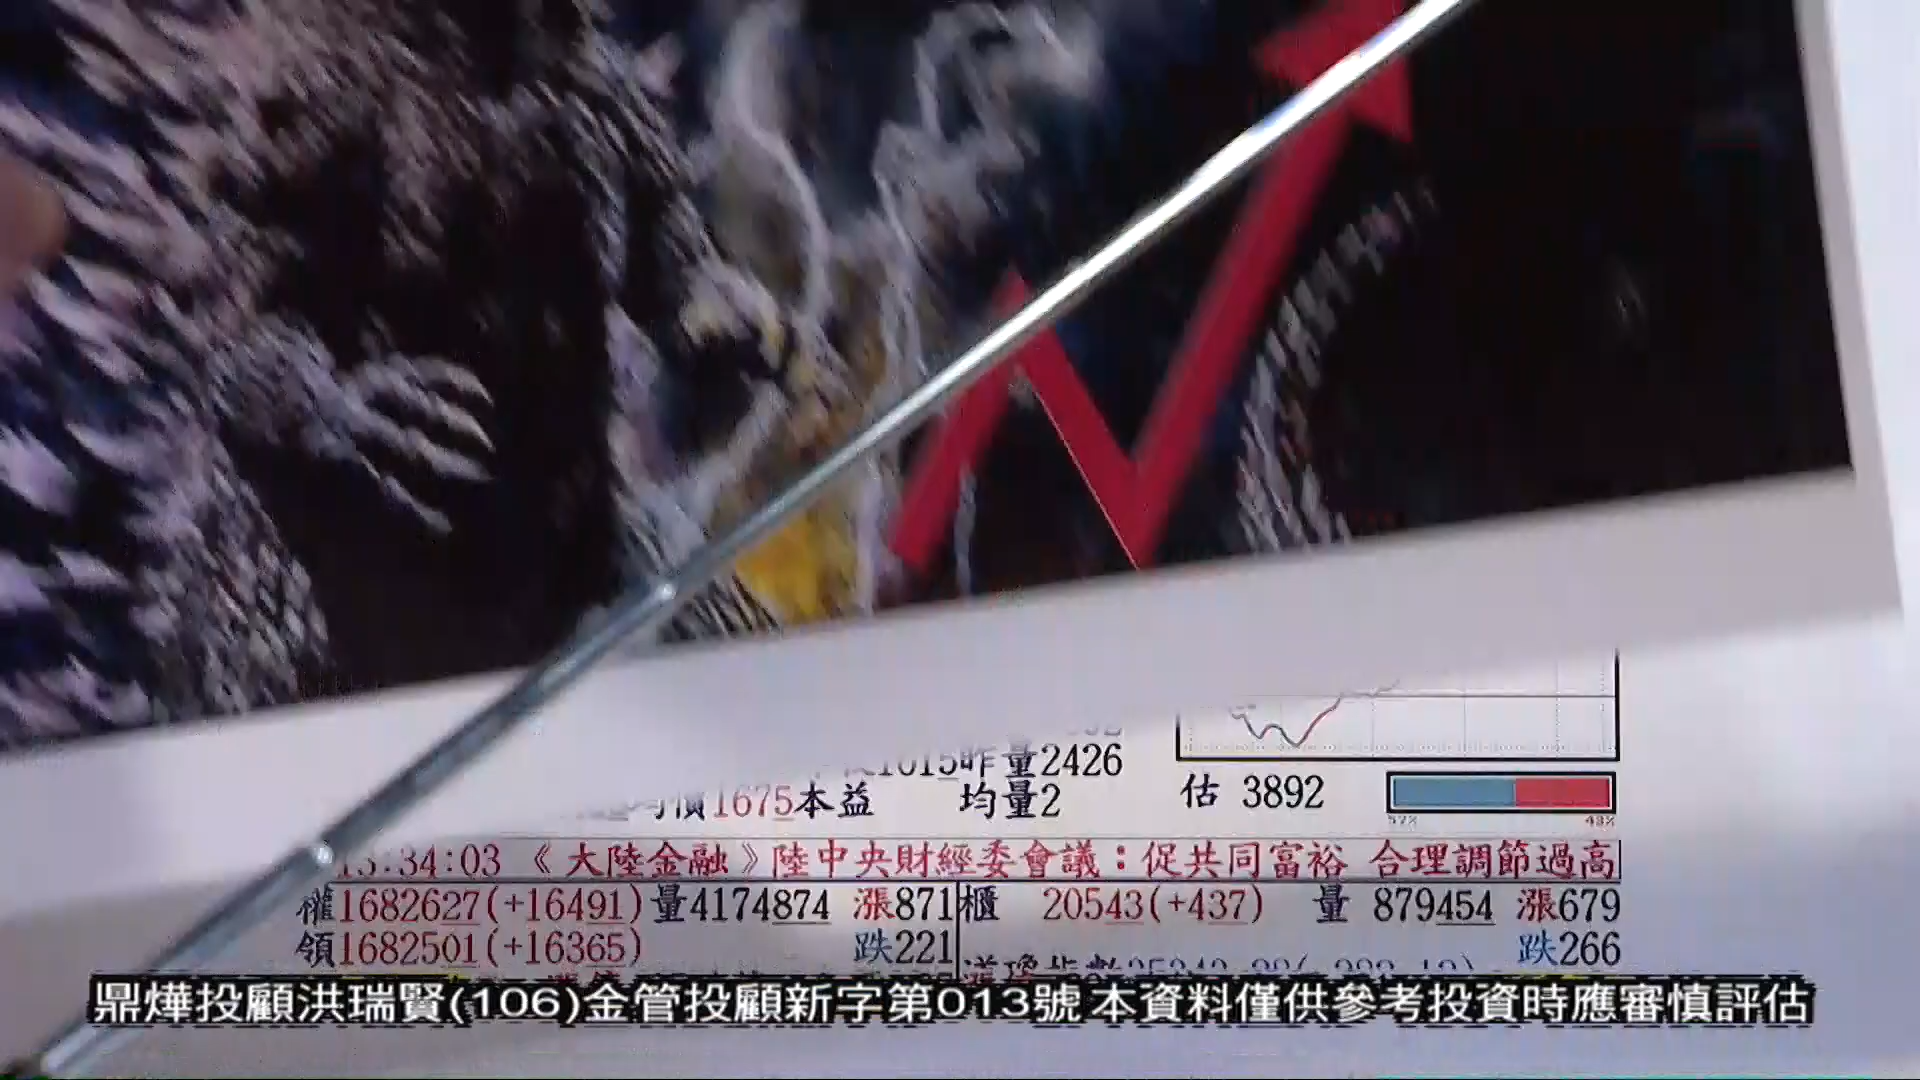 1015昨量2426
均價1675本益 均量2
估 3892
57% 43%
13:34:03《大陸金融》陸中央財經委會議：促共同富裕 合理調節過高
權1682627(+16491)量4174874 漲871 櫃 20543(+437) 量 879454 漲679
領1682501(+16365) 跌221 跌266
鼎燁投顧洪瑞賢(106)金管投顧新字第013號 本資料僅供參考投資時應審慎評估